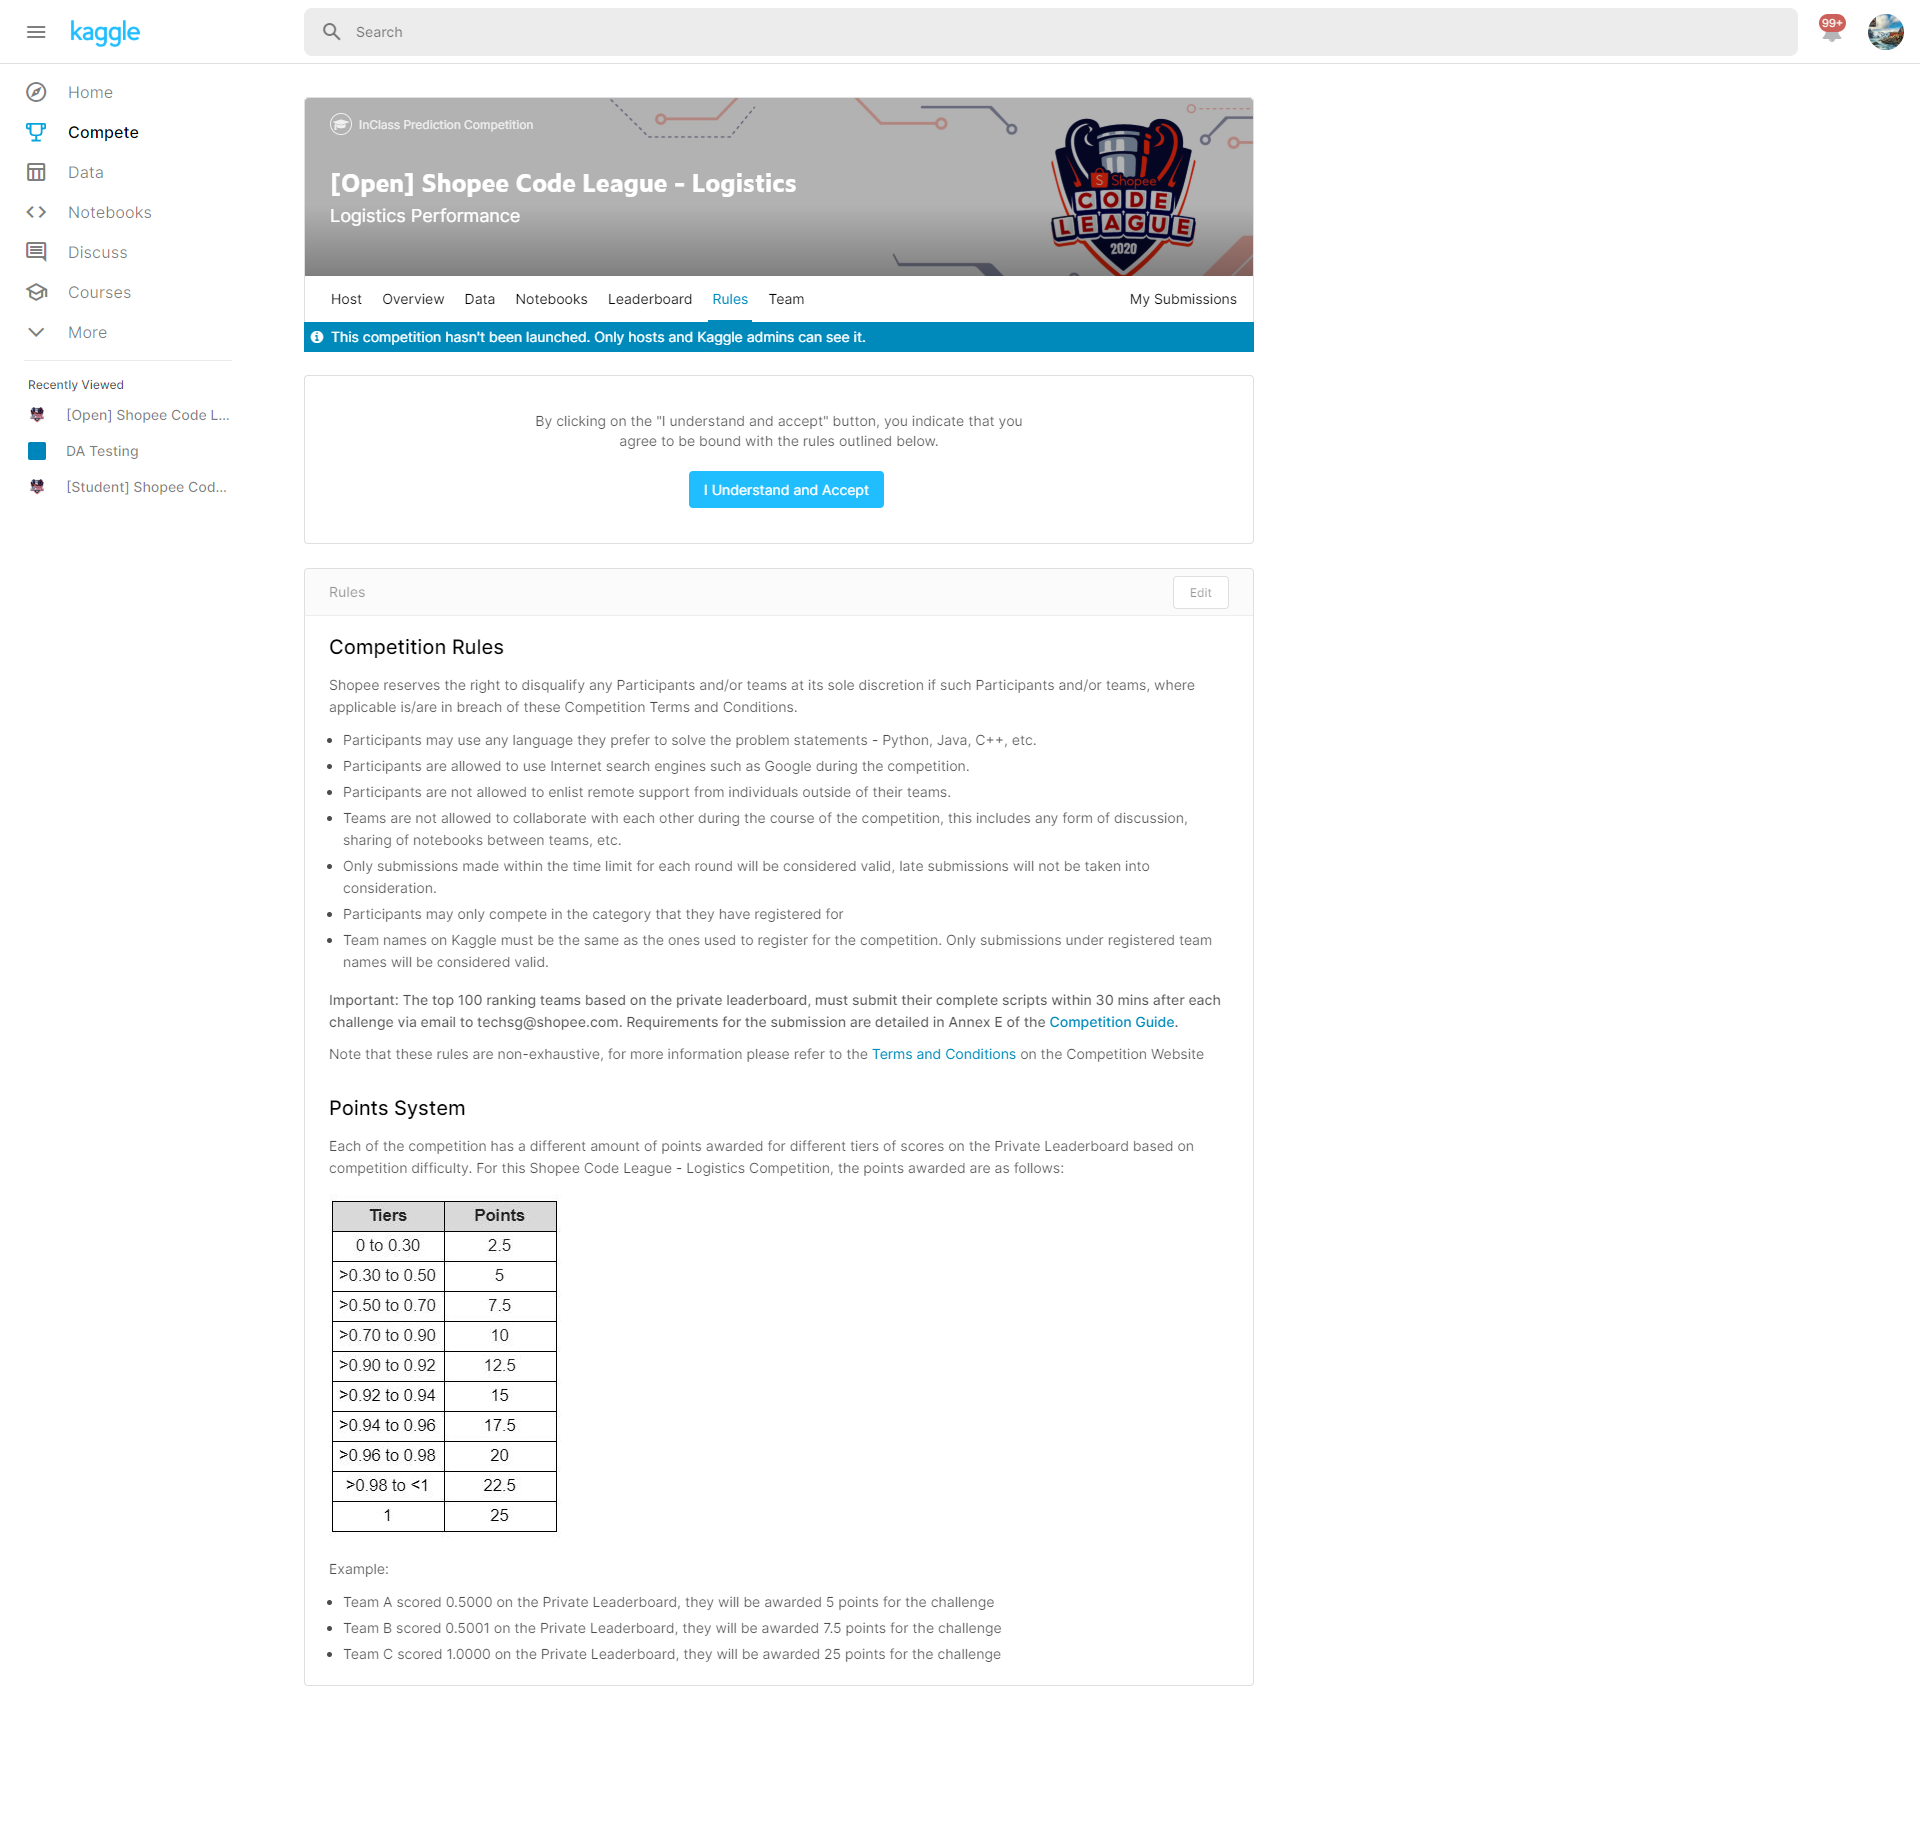 kaggle
Search
99+
Home
Compete
Data
Notebooks
Discuss
Courses
More
Recently Viewed
[Open] Shopee Code L...
DA Testing
[Student] Shopee Cod...
InClass Prediction Competition
[Open] Shopee Code League - Logistics
Logistics Performance
Shopee
CODE
LEAGUE
2020
Host Overview Data Notebooks Leaderboard Rules Team My Submissions
This competition hasn't been launched. Only hosts and Kaggle admins can see it.
By clicking on the "I understand and accept" button, you indicate that you
agree to be bound with the rules outlined below.
I Understand and Accept
Rules
Edit
Competition Rules
Shopee reserves the right to disqualify any Participants and/or teams at its sole discretion if such Participants and/or teams, where
applicable is/are in breach of these Competition Terms and Conditions.
• Participants may use any language they prefer to solve the problem statements - Python, Java, C++, etc.
• Participants are allowed to use Internet search engines such as Google during the competition.
• Participants are not allowed to enlist remote support from individuals outside of their teams.
• Teams are not allowed to collaborate with each other during the course of the competition, this includes any form of discussion,
sharing of notebooks between teams, etc.
• Only submissions made within the time limit for each round will be considered valid, late submissions will not be taken into
consideration.
• Participants may only compete in the category that they have registered for
• Team names on Kaggle must be the same as the ones used to register for the competition. Only submissions under registered team
names will be considered valid.
Important: The top 100 ranking teams based on the private leaderboard, must submit their complete scripts within 30 mins after each
challenge via email to techsg@shopee.com. Requirements for the submission are detailed in Annex E of the Competition Guide.
Note that these rules are non-exhaustive, for more information please refer to the Terms and Conditions on the Competition Website
Points System
Each of the competition has a different amount of points awarded for different tiers of scores on the Private Leaderboard based on
competition difficulty. For this Shopee Code League - Logistics Competition, the points awarded are as follows:
Tiers Points
0 to 0.30 2.5
>0.30 to 0.50 5
>0.50 to 0.70 7.5
>0.70 to 0.90 10
>0.90 to 0.92 12.5
>0.92 to 0.94 15
>0.94 to 0.96 17.5
>0.96 to 0.98 20
>0.98 to <1 22.5
1 25
Example:
• Team A scored 0.5000 on the Private Leaderboard, they will be awarded 5 points for the challenge
• Team B scored 0.5001 on the Private Leaderboard, they will be awarded 7.5 points for the challenge
• Team C scored 1.0000 on the Private Leaderboard, they will be awarded 25 points for the challenge